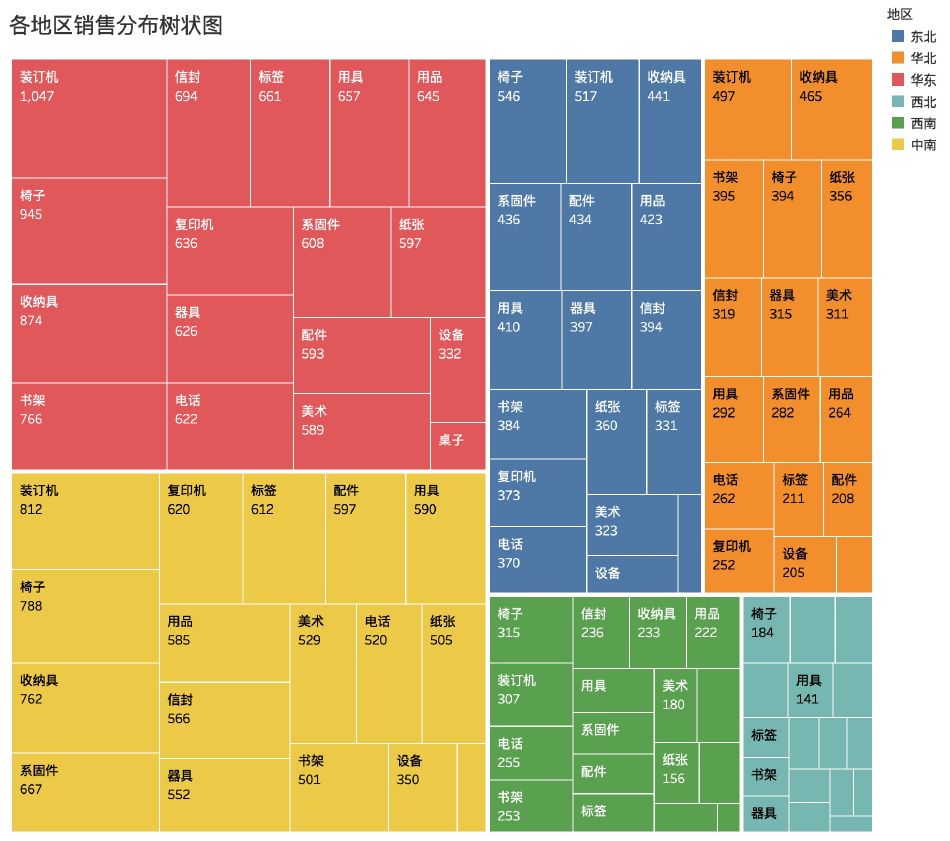 各地区销售分布树状图
地区
东北
华北
华东
西北
西南
中南
装订机
1,047
椅子
945
收纳具
874
书架
766
信封
694
标签
661
用具
657
用品
645
复印机
636
器具
626
电话
622
系固件
608
纸张
597
配件
593
美术
589
设备
332
桌子
装订机
812
椅子
788
收纳具
762
系固件
667
复印机
620
标签
612
配件
597
用具
590
用品
585
信封
566
器具
552
美术
529
电话
520
纸张
505
书架
501
设备
350
椅子
546
装订机
517
收纳具
441
系固件
436
配件
434
用品
423
用具
410
器具
397
信封
394
书架
384
复印机
373
电话
370
纸张
360
标签
331
美术
323
设备
装订机
497
收纳具
465
书架
395
椅子
394
纸张
356
信封
319
器具
315
美术
311
用具
292
系固件
282
用品
264
电话
262
复印机
252
标签
211
配件
208
设备
205
椅子
315
装订机
307
电话
255
书架
253
信封
236
收纳具
233
用品
222
用具
系固件
配件
标签
美术
180
纸张
156
椅子
184
用具
141
标签
书架
器具